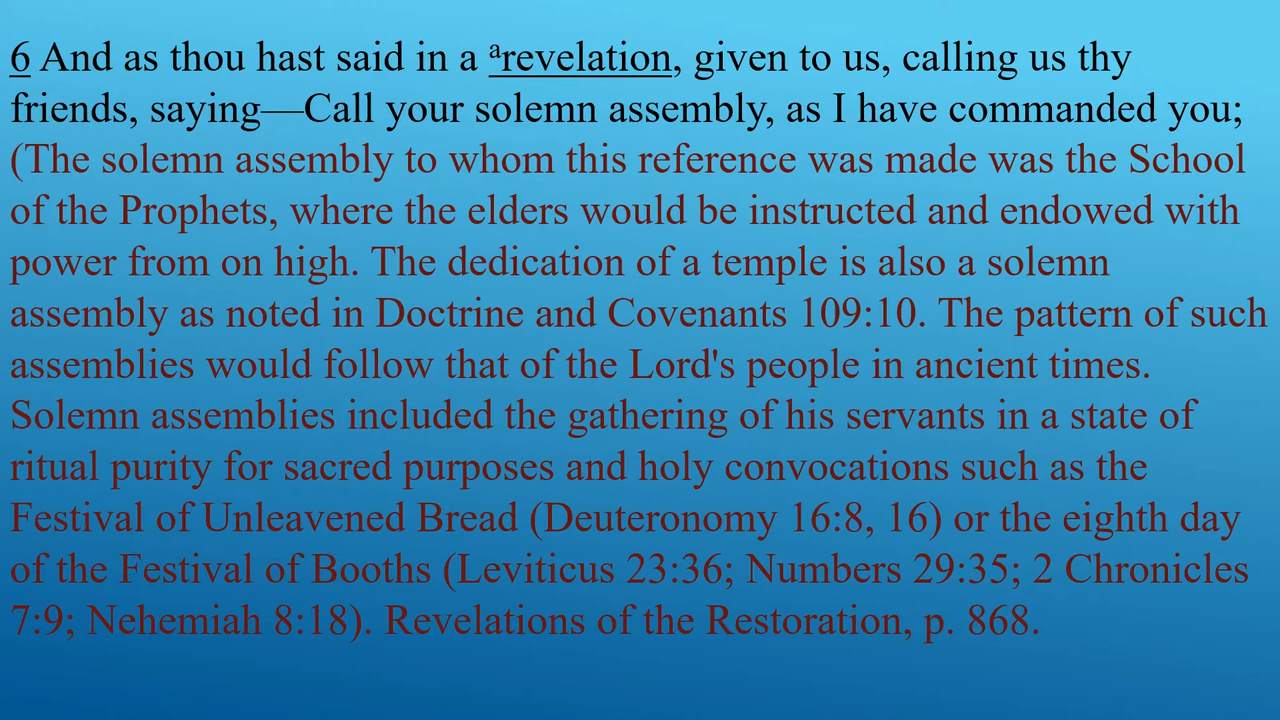 6 And as thou hast said in a ᵃrevelation, given to us, calling us thy
friends, saying—Call your solemn assembly, as I have commanded you;
(The solemn assembly to whom this reference was made was the School
of the Prophets, where the elders would be instructed and endowed with
power from on high. The dedication of a temple is also a solemn
assembly as noted in Doctrine and Covenants 109:10. The pattern of such
assemblies would follow that of the Lord's people in ancient times.
Solemn assemblies included the gathering of his servants in a state of
ritual purity for sacred purposes and holy convocations such as the
Festival of Unleavened Bread (Deuteronomy 16:8, 16) or the eighth day
of the Festival of Booths (Leviticus 23:36; Numbers 29:35; 2 Chronicles
7:9; Nehemiah 8:18). Revelations of the Restoration, p. 868.